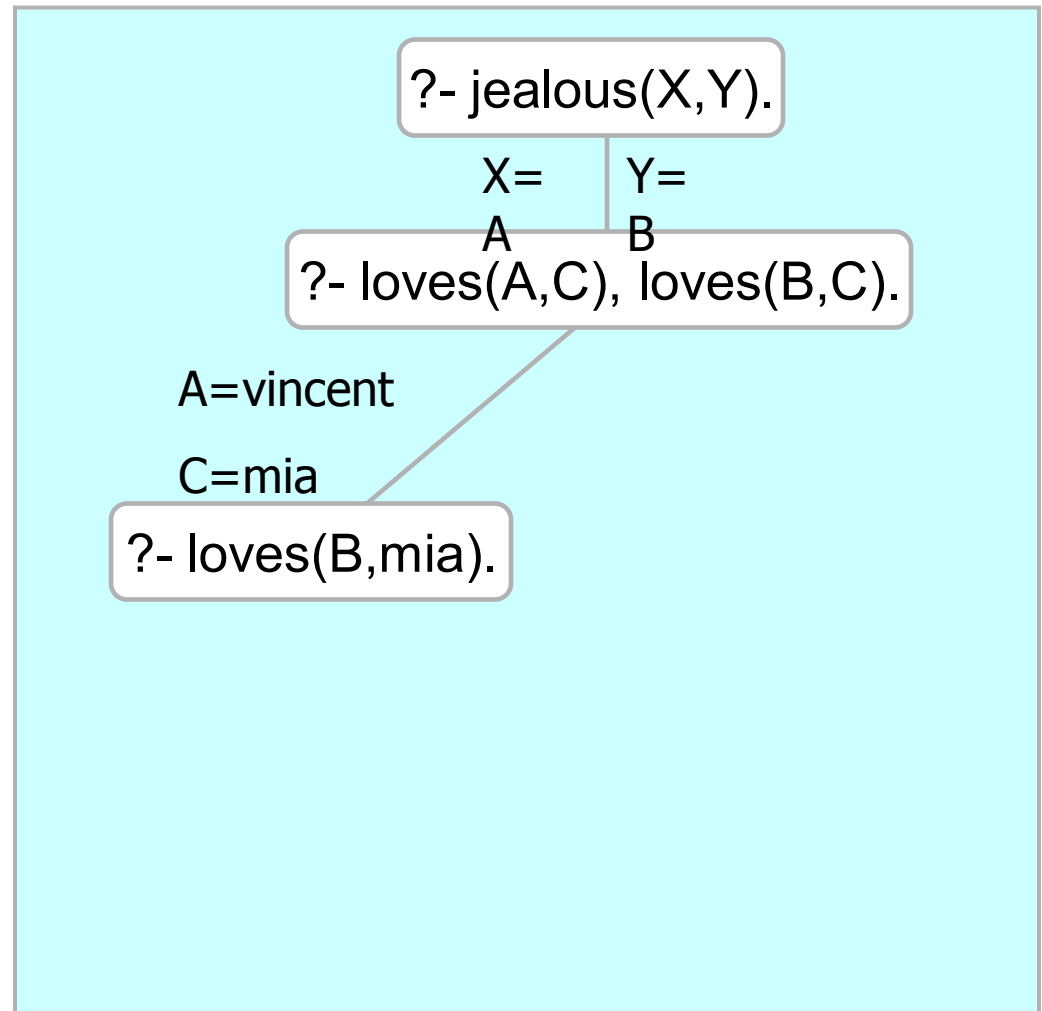 ?- jealous(X,Y).
X= Y=
A B
?- loves(A,C), loves(B,C).
A=vincent
C=mia
?- loves(B,mia).